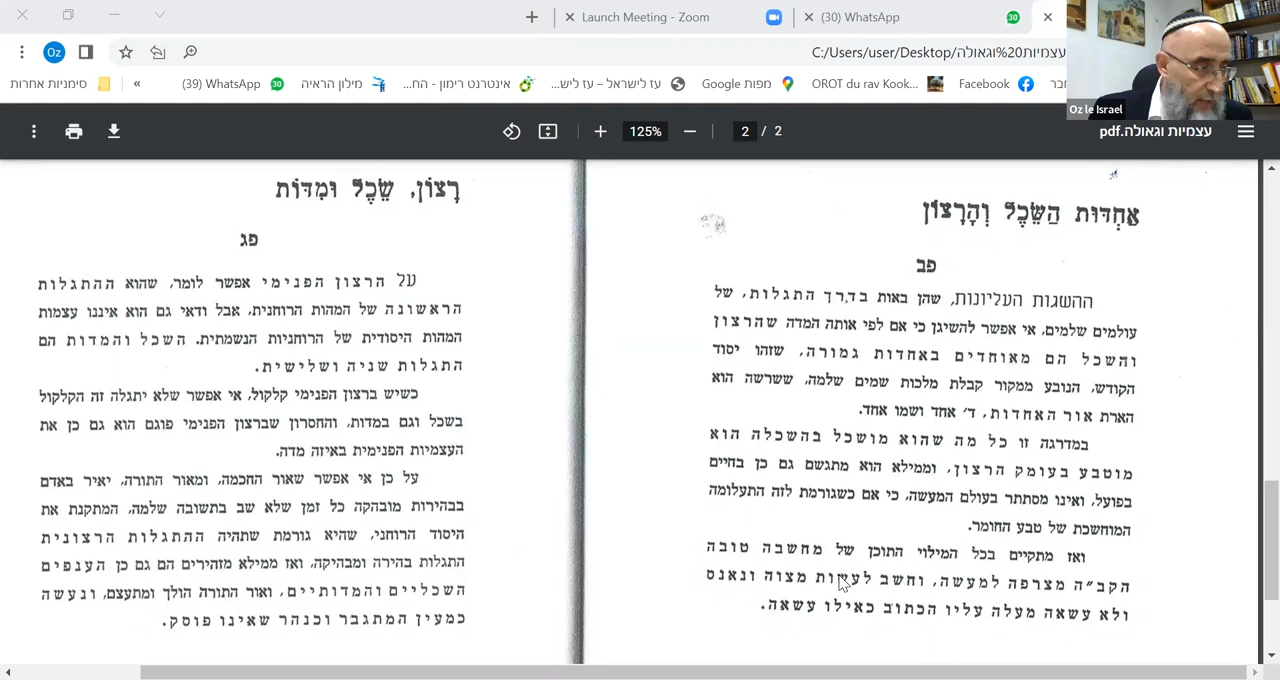 Launch Meeting - Zoom
(30) WhatsApp
30
Oz
C:/Users/user/Desktop/עצמיות%20וגאולה
סימניות אחרות
«
(39) WhatsApp
מילון הראיה
אינטרנט רימון - הח...
עז לישראל – עז ליש...
מפות Google
OROT du rav Kook...
Facebook
חבר
Oz le Israel
125%
2 / 2
עצמיות וגאולה.pdf
אַחְדוּת הַשֵּׂכֶל וְהָרָצוֹן
פב
ההשגות העליונות, שהן באות בדרך התגלות, של
עולמים שלמים, אי אפשר להשיגן כי אם לפי אותה המדה שהרצון
והשכל הם מאוחדים באחדות גמורה, שזהו יסוד
הקודש, הנובע ממקור קבלת מלכות שמים שלמה, ששרשה הוא
הארת אור האחדות, ד׳ אחד ושמו אחד.
במדרגה זו כל מה שהוא מושכל בהשכלה הוא
מוטבע בעומק הרצון, וממילא הוא מתגשם גם כן בחיים
בפועל, ואינו מסתתר בעולם המעשה, כי אם כשגורמת לזה התעלומה
המוחשכת של טבע החומר.
ואז מתקיים בכל המילוי התוכן של מחשבה טובה
הקב״ה מצרפה למעשה, וחשב לעשות מצוה ונאנס
ולא עשאה מעלה עליו הכתוב כאילו עשאה.
רָצוֹן, שֵׂכֶל וּמִדּוֹת
פג
על הרצון הפנימי אפשר לומר, שהוא ההתגלות
הראשונה של המהות הרוחנית, אבל ודאי גם הוא איננו עצמות
המהות היסודית של הרוחניות הנשמתית. השכל והמדות הם
התגלות שניה ושלישית.
כשיש ברצון הפנימי קלקול, אי אפשר שלא יתגלה זה הקלקול
בשכל וגם במדות, והחסרון שברצון הפנימי פוגם הוא גם כן את
העצמיות הפנימית באיזה מדה.
על כן אי אפשר שאור החכמה, ומאור התורה, יאיר באדם
בבהירות מובהקה כל זמן שלא שב בתשובה שלמה, המתקנת את
היסוד הרוחני, שהיא גורמת שתהיה ההתגלות הרצונית
התגלות בהירה ומבהיקה, ואז ממילא מזהירים הם גם כן הענפים
השכליים והמדותיים, ואור התורה הולך ומתעצם, ונעשה
כמעין המתגבר וכנהר שאינו פוסק.